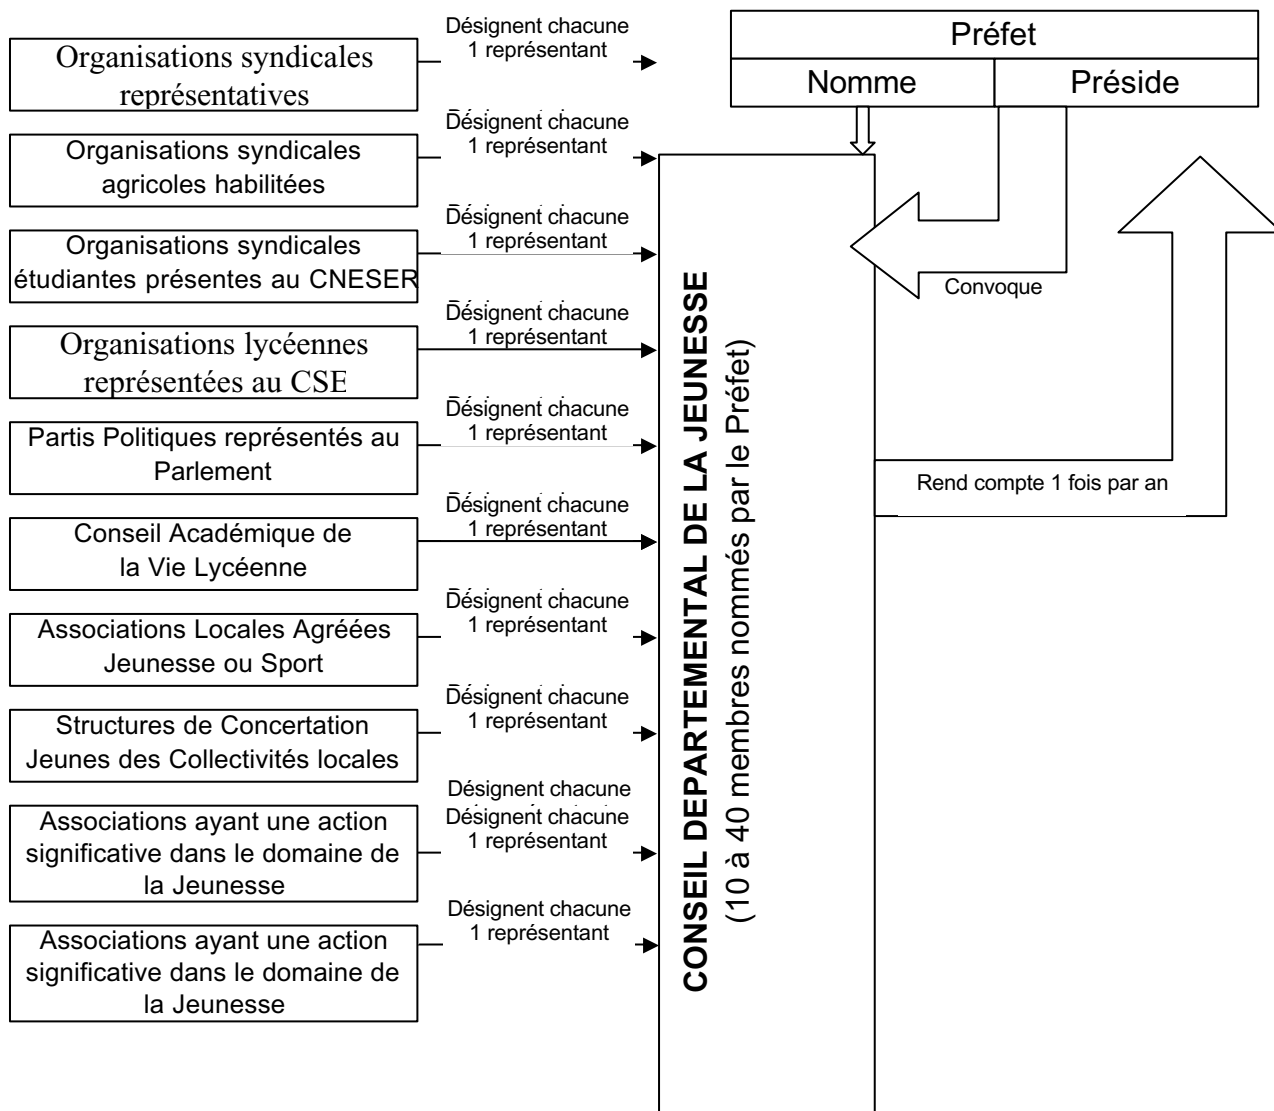 Désignent chacune
1 représentant
Organisations syndicales
représentatives
Préfet
Nomme
Préside
Désignent chacune
1 représentant
Organisations syndicales
agricoles habilitées
Désignent chacune
1 représentant
Organisations syndicales
étudiantes présentes au CNESER
Convoque
Désignent chacune
1 représentant
Organisations lycéennes
représentées au CSE
Désignent chacune
1 représentant
Partis Politiques représentés au
Parlement
Rend compte 1 fois par an
Désignent chacune
1 représentant
Conseil Académique de
la Vie Lycéenne
Désignent chacune
1 représentant
Associations Locales Agréées
Jeunesse ou Sport
Désignent chacune
1 représentant
Structures de Concertation
Jeunes des Collectivités locales
Désignent chacune
Désignent chacune
1 représentant
Associations ayant une action
significative dans le domaine de
la Jeunesse
Désignent chacune
1 représentant
Associations ayant une action
significative dans le domaine de
la Jeunesse
CONSEIL DEPARTEMENTAL DE LA JEUNESSE
(10 à 40 membres nommés par le Préfet)